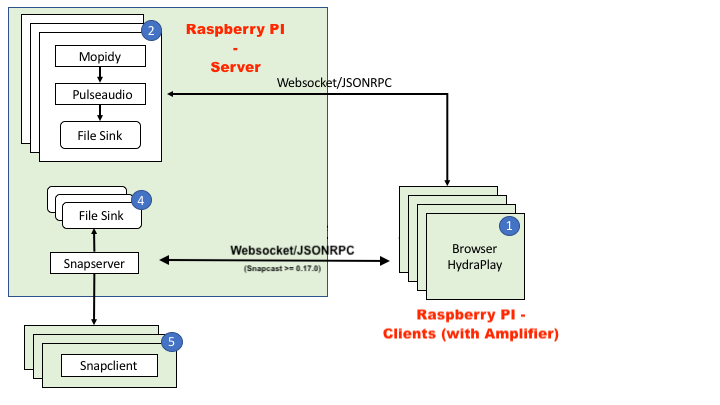 2
Raspberry PI
-
Server
Mopidy
Pulseaudio
File Sink
Websocket/JSONRPC
4
File Sink
Snapserver
Websocket/JSONRPC
(Snapcast >= 0.17.0)
1
Browser
HydraPlay
Raspberry PI -
Clients (with Amplifier)
5
Snapclient